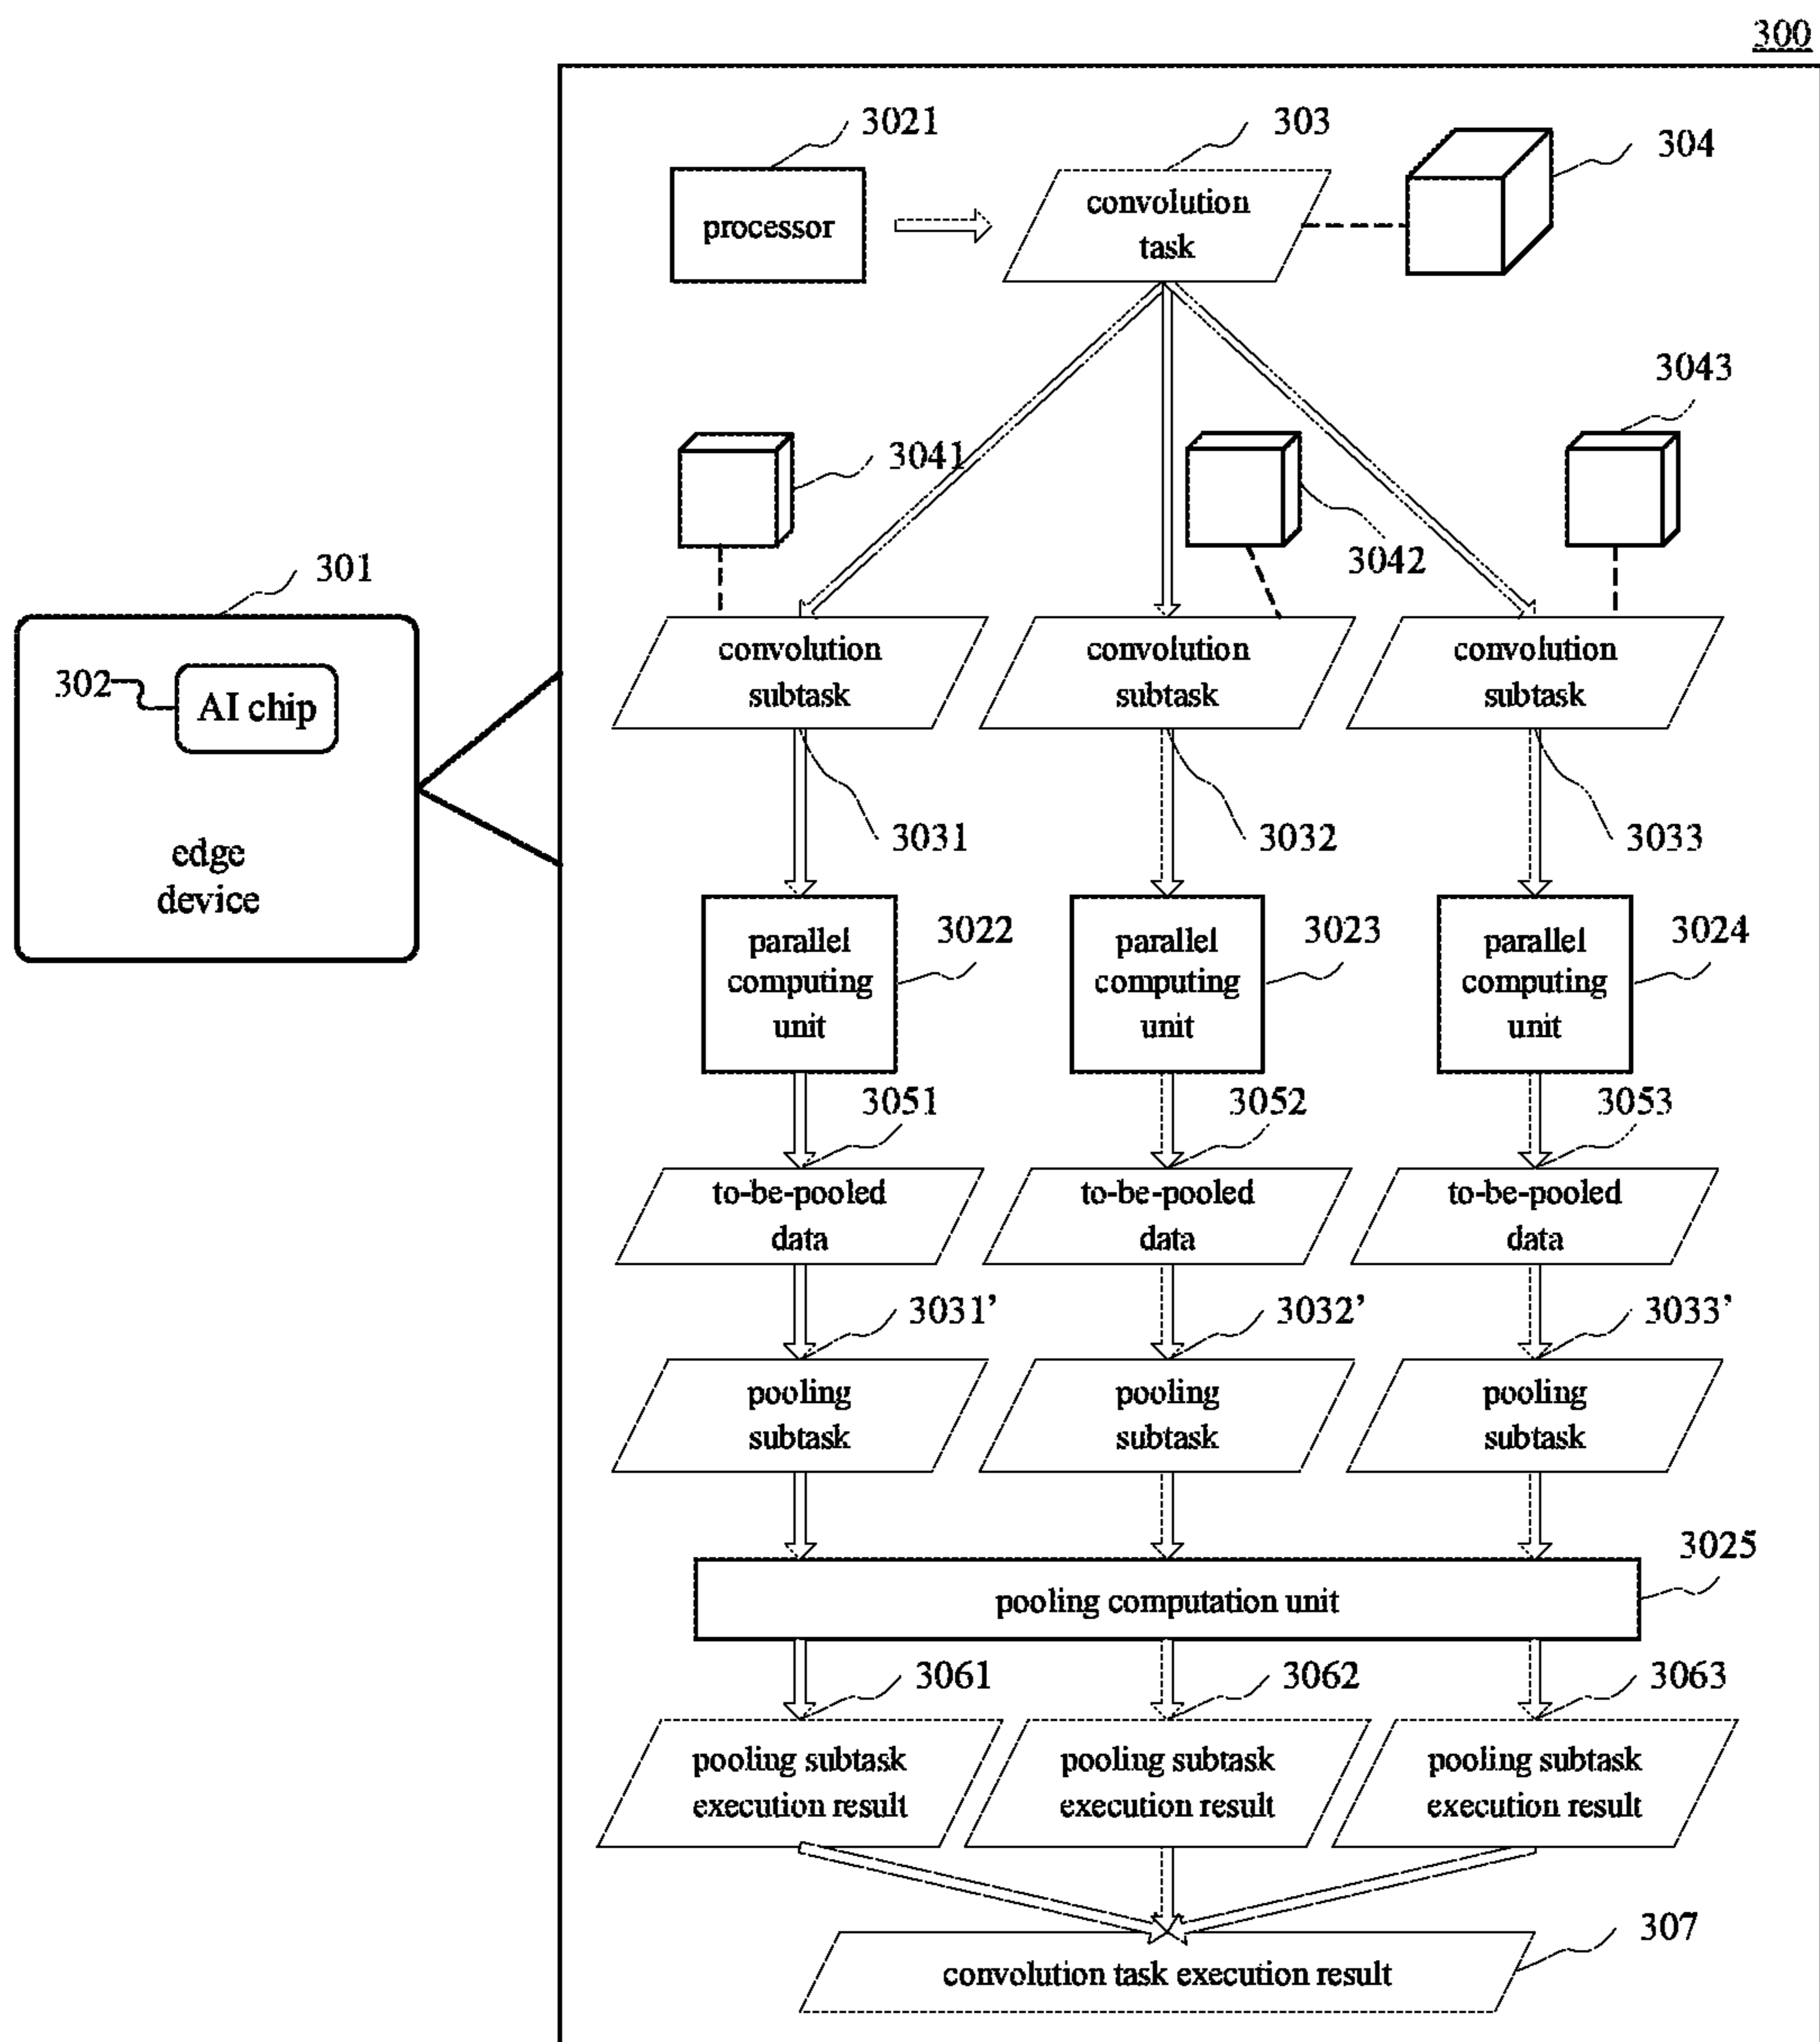 300
3021
303
304
processor
convolution
task
3043
3041
3042
301
302
AI chip
edge
device
convolution
subtask
convolution
subtask
convolution
subtask
3031
3032
3033
parallel
computing
unit
3022
parallel
computing
unit
3023
parallel
computing
unit
3024
3051
3052
3053
to-be-pooled
data
to-be-pooled
data
to-be-pooled
data
3031’
3032’
3033’
pooling
subtask
pooling
subtask
pooling
subtask
3025
pooling computation unit
3061
3062
3063
pooling subtask
execution result
pooling subtask
execution result
pooling subtask
execution result
307
convolution task execution result